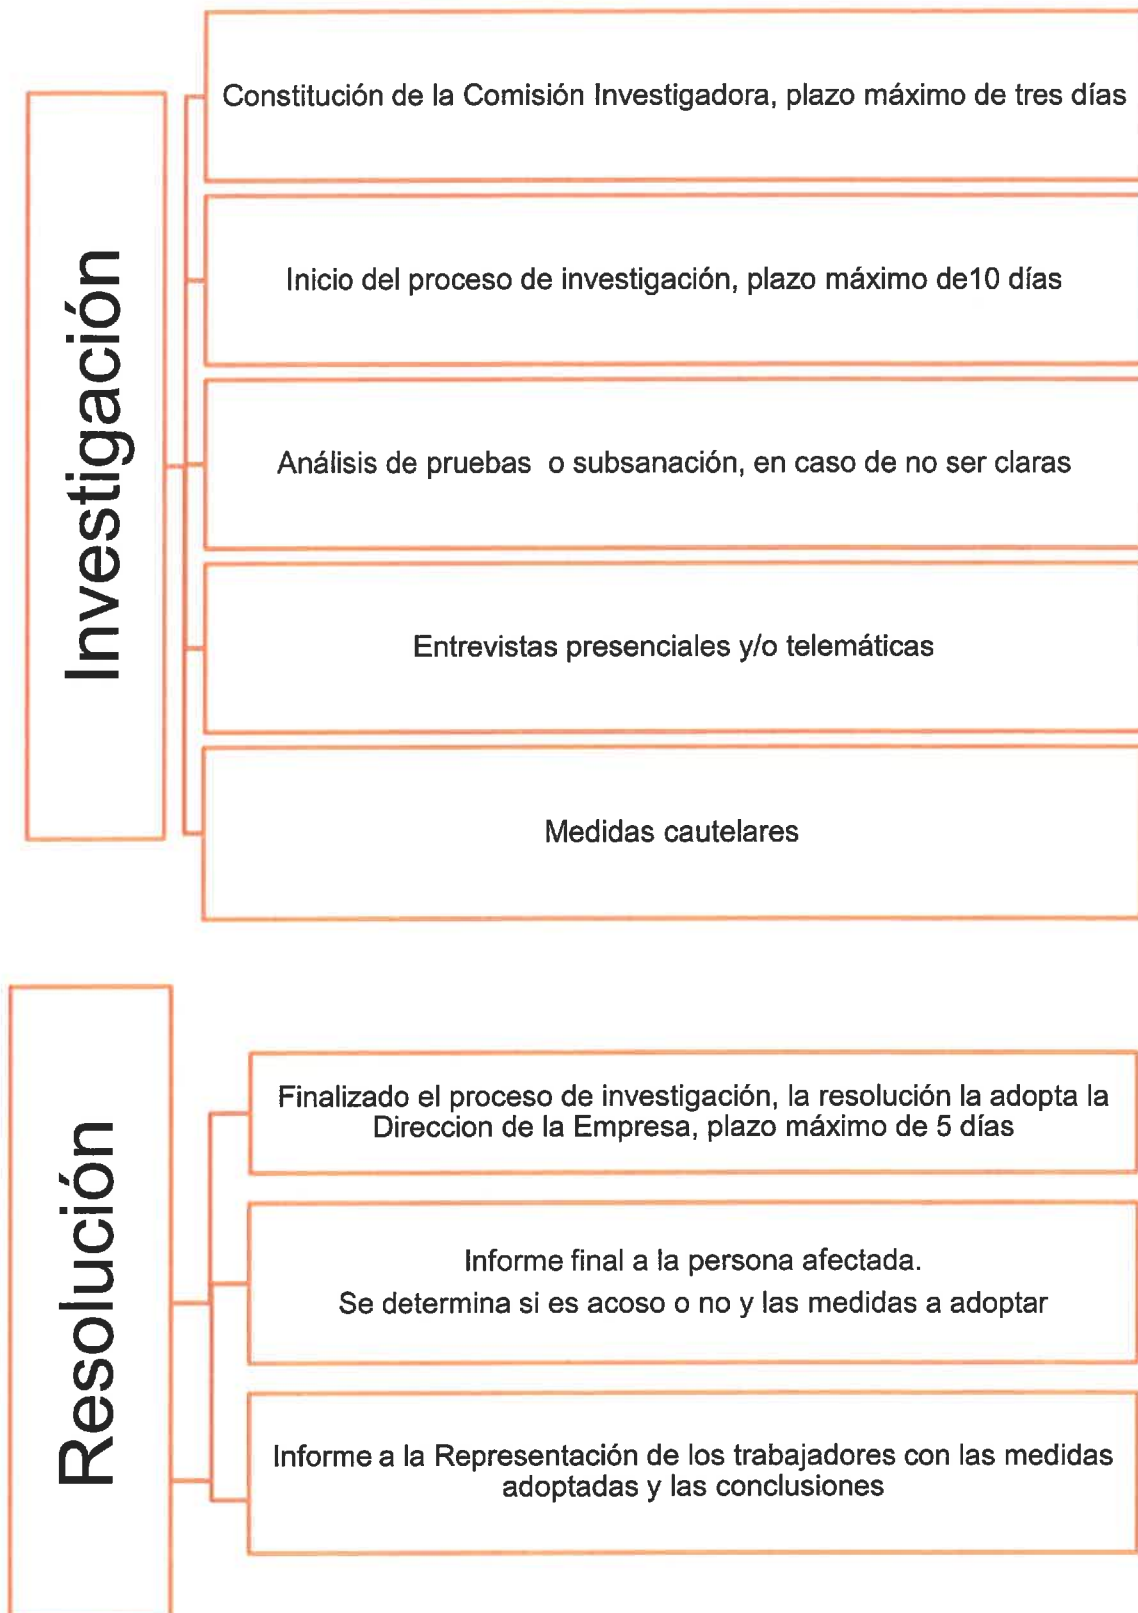 Investigación
Constitución de la Comisión Investigadora, plazo máximo de tres días
Inicio del proceso de investigación, plazo máximo de10 días
Análisis de pruebas o subsanación, en caso de no ser claras
Entrevistas presenciales y/o telemáticas
Medidas cautelares
Resolución
Finalizado el proceso de investigación, la resolución la adopta la
Direccion de la Empresa, plazo máximo de 5 días
Informe final a la persona afectada.
Se determina si es acoso o no y las medidas a adoptar
Informe a la Representación de los trabajadores con las medidas
adoptadas y las conclusiones